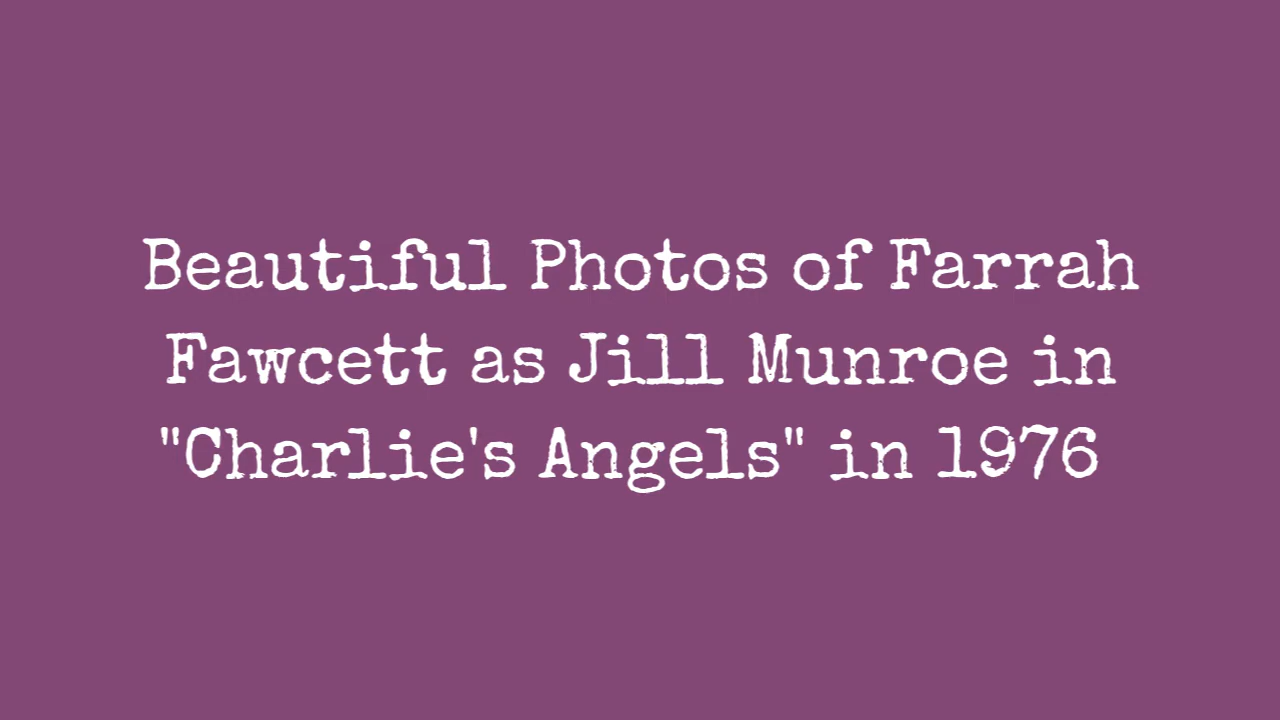 Beautiful Photos of Farrah
Fawcett as Jill Munroe in
"Charlie's Angels" in 1976